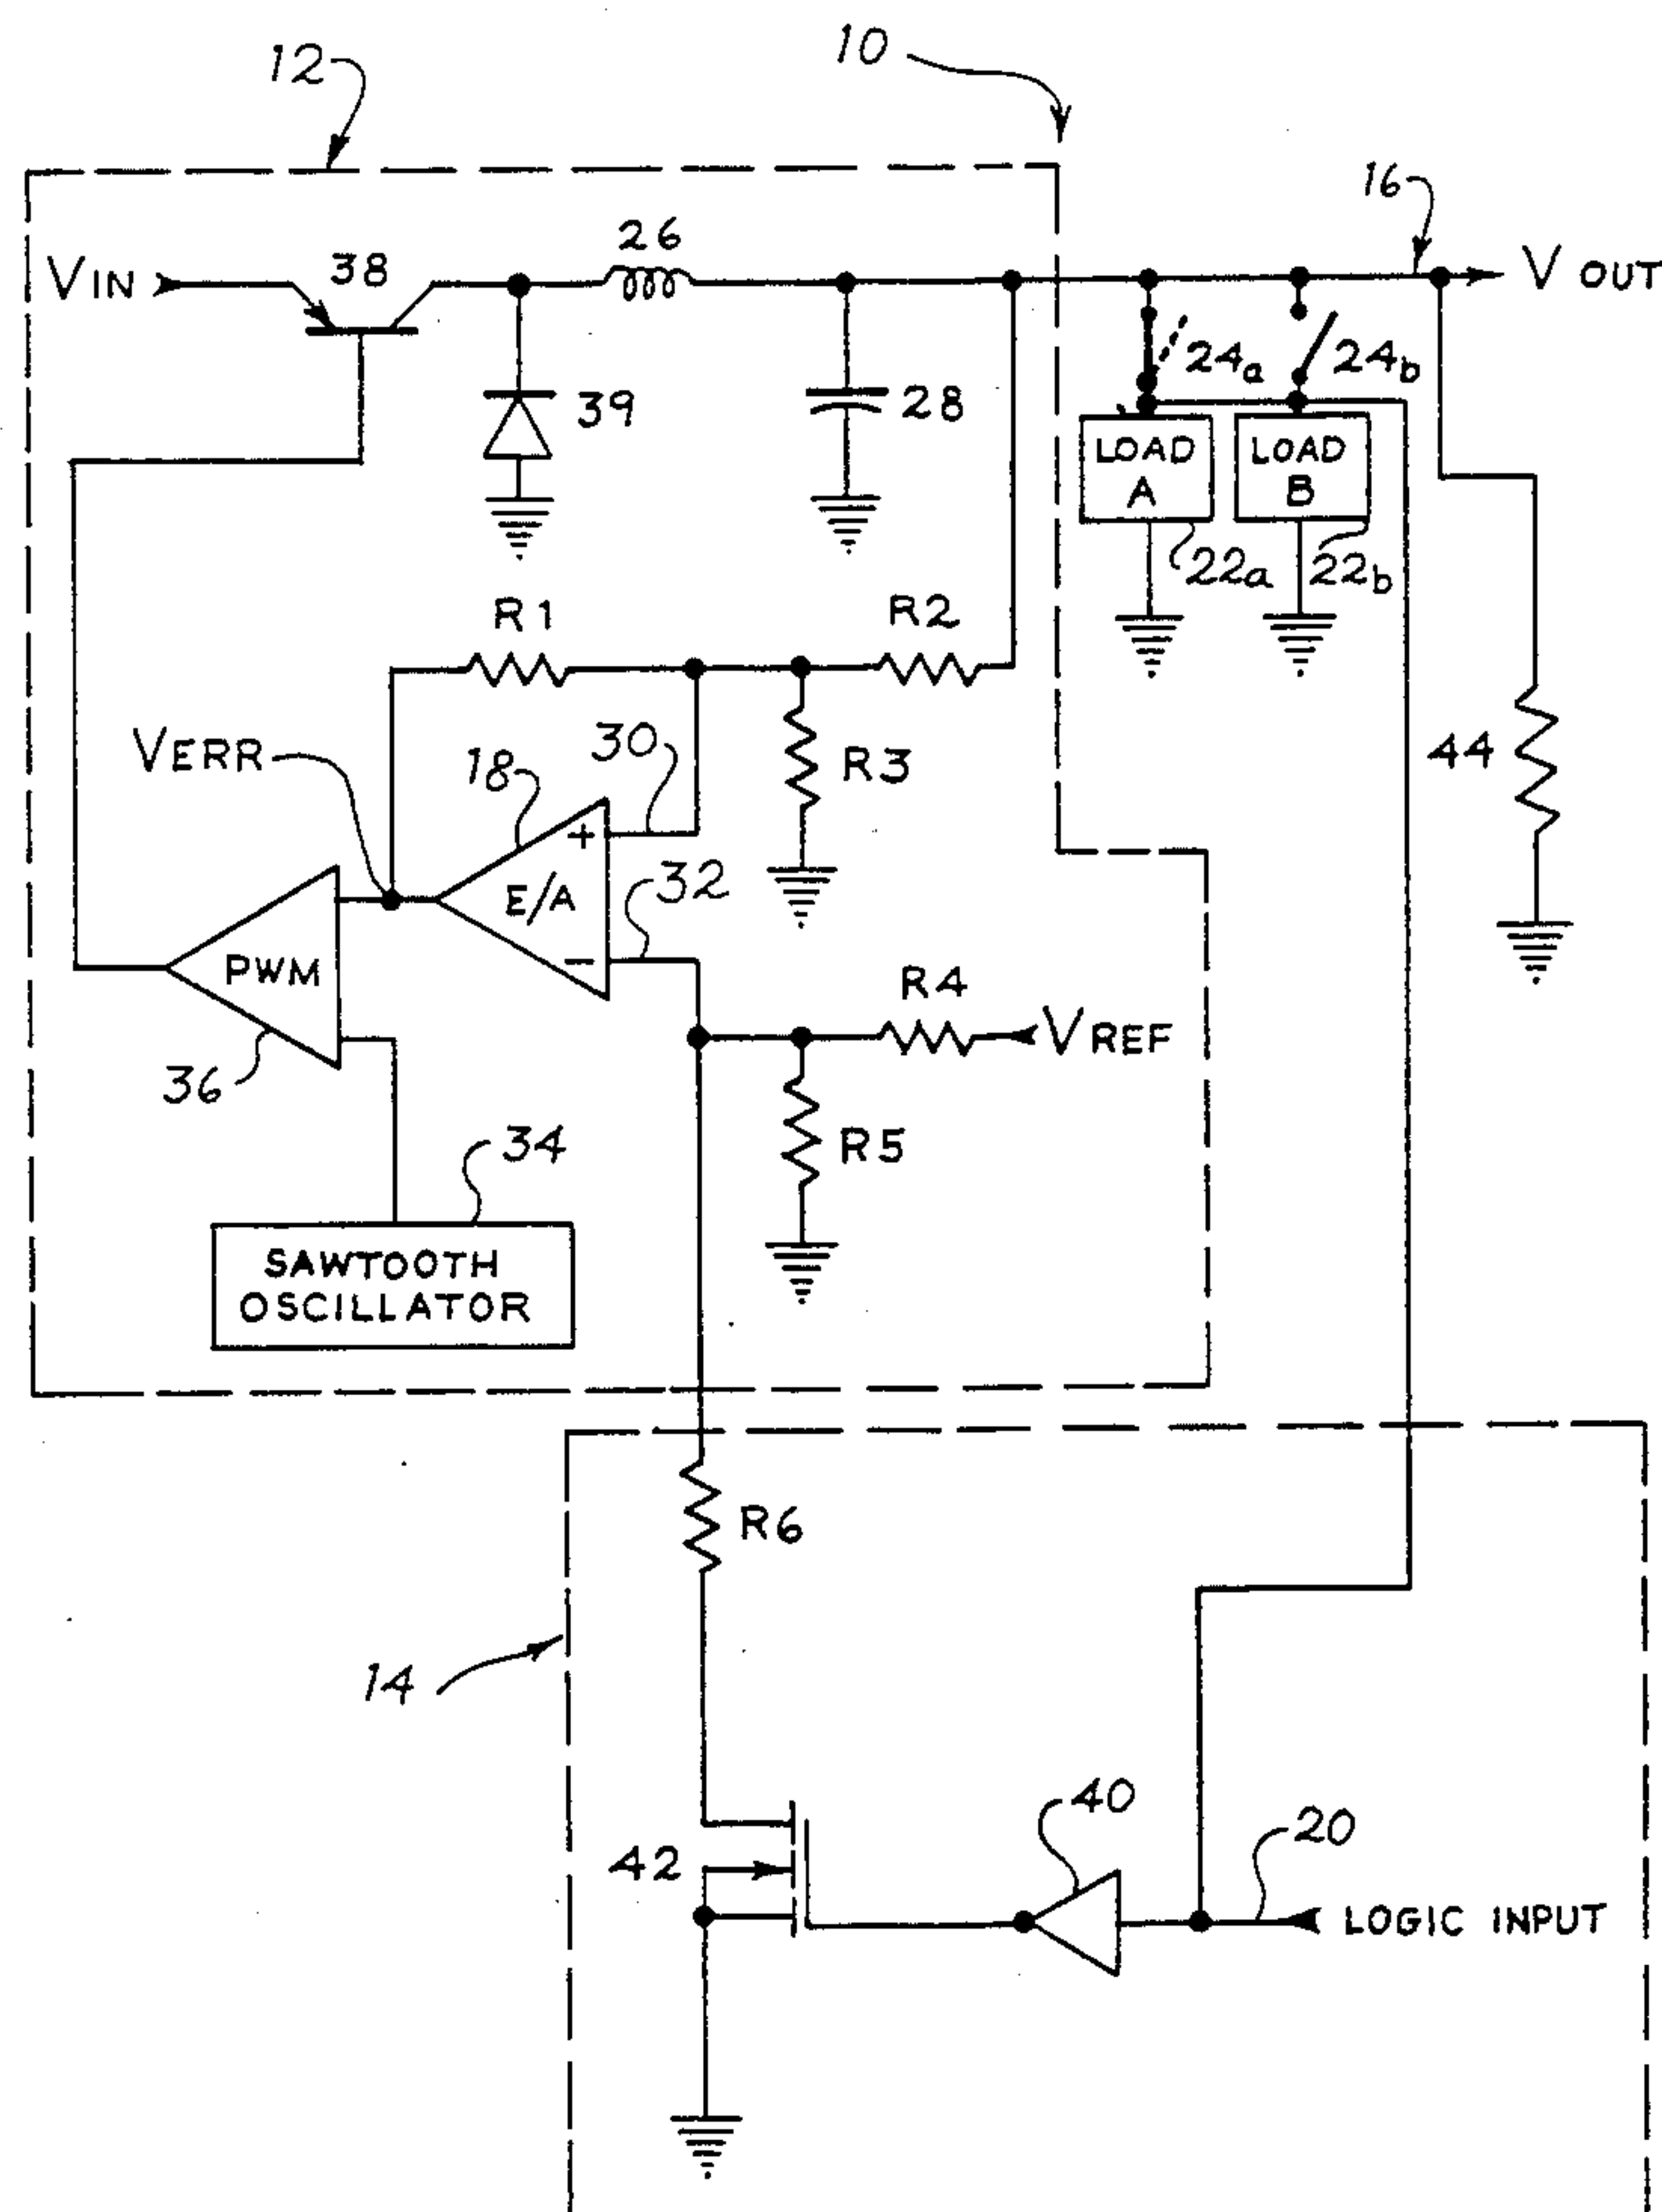 12
10
16
VIN
38
26
VOUT
24a
24b
39
28
LOAD
A
LOAD
B
22a
22b
R1
R2
VERR
18
30
R3
44
E/A
+
−
32
PWM
R4
VREF
36
R5
34
SAWTOOTH
OSCILLATOR
R6
14
40
20
42
LOGIC INPUT